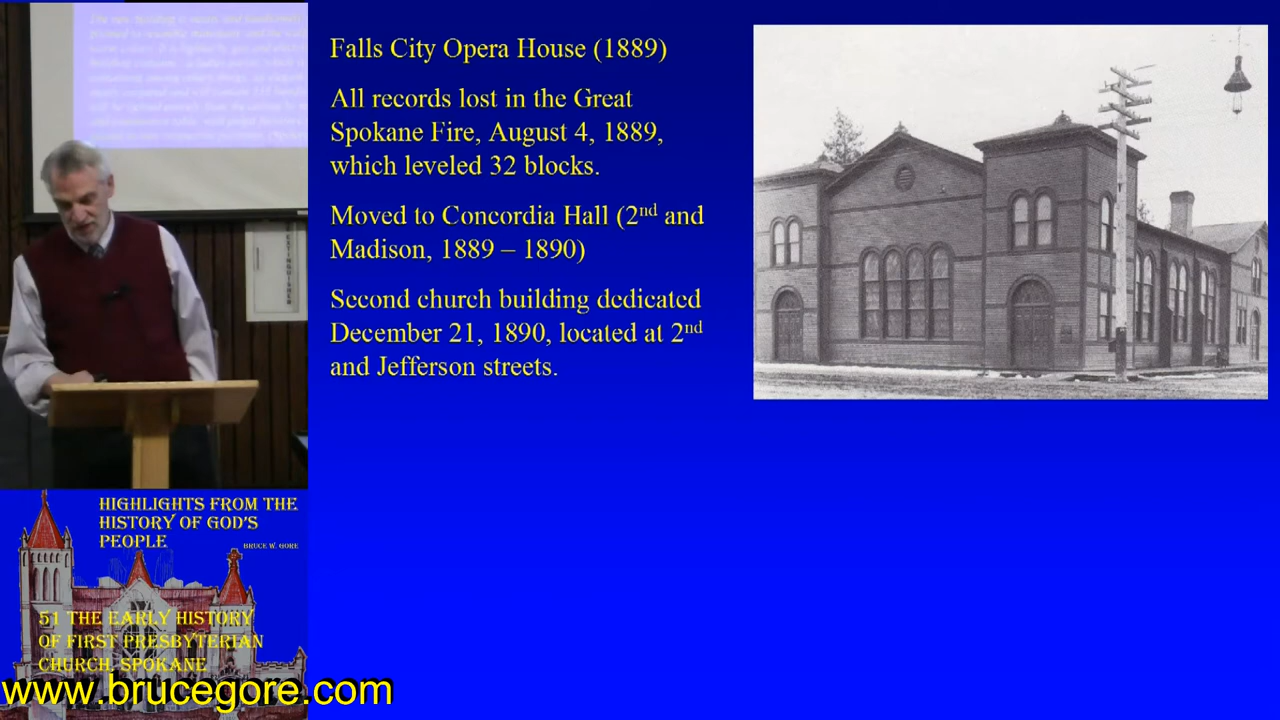 Falls City Opera House (1889)
All records lost in the Great
Spokane Fire, August 4, 1889,
which leveled 32 blocks.
Moved to Concordia Hall (2nd and
Madison, 1889 – 1890)
Second church building dedicated
December 21, 1890, located at 2nd
and Jefferson streets.
EXTINGUISHER
HIGHLIGHTS FROM THE
HISTORY OF GOD'S
PEOPLE
BRUCE W. GORE
51 THE EARLY HISTORY
OF FIRST PRESBYTERIAN
CHURCH, SPOKANE
www.brucegore.com